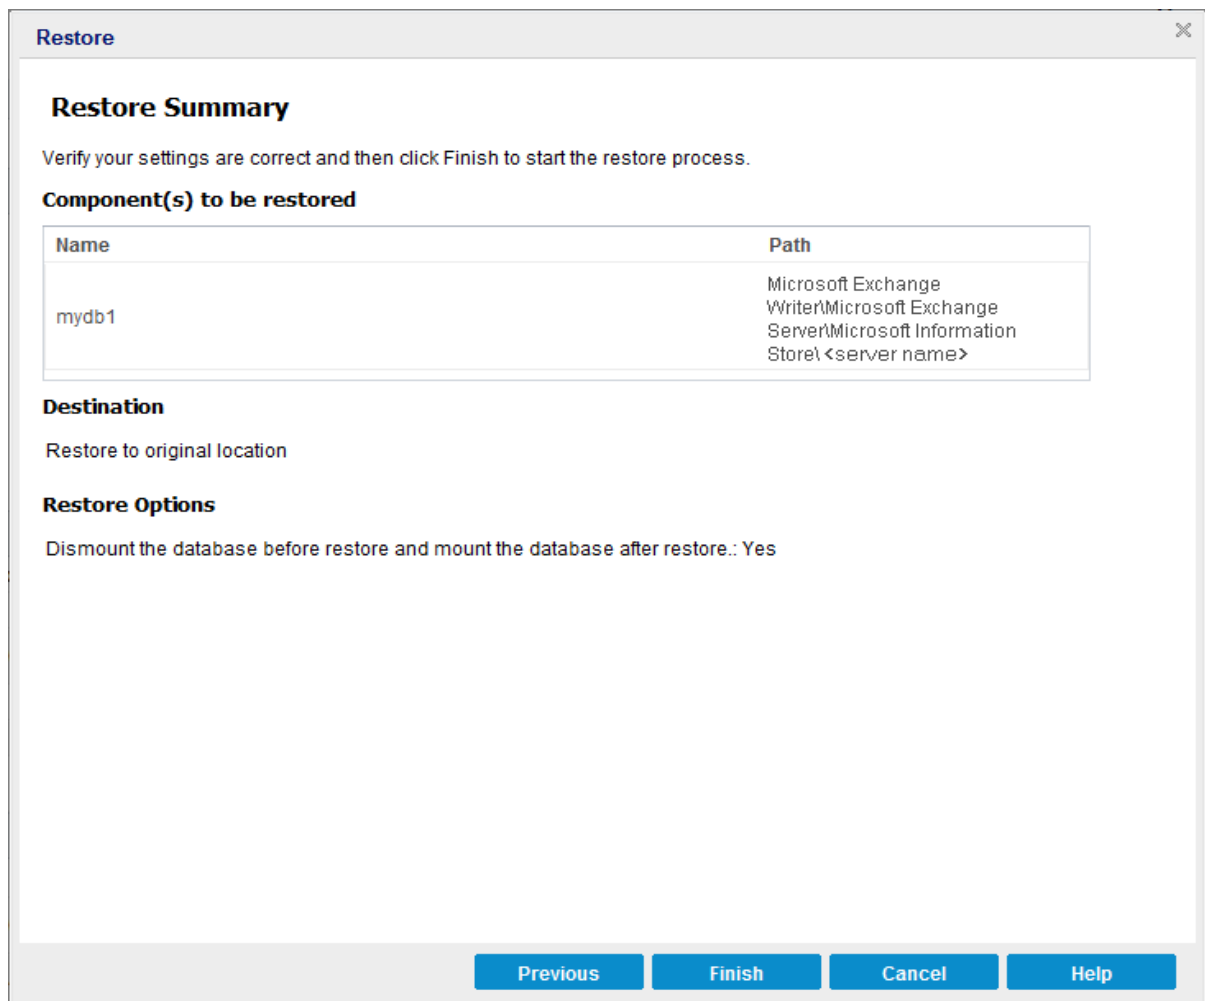 Restore
Restore Summary
Verify your settings are correct and then click Finish to start the restore process.
Component(s) to be restored
Name Path
mydb1
Microsoft Exchange
Writer\Microsoft Exchange
Server\Microsoft Information
Store\ <server name>
Destination
Restore to original location
Restore Options
Dismount the database before restore and mount the database after restore.: Yes
Previous Finish Cancel Help